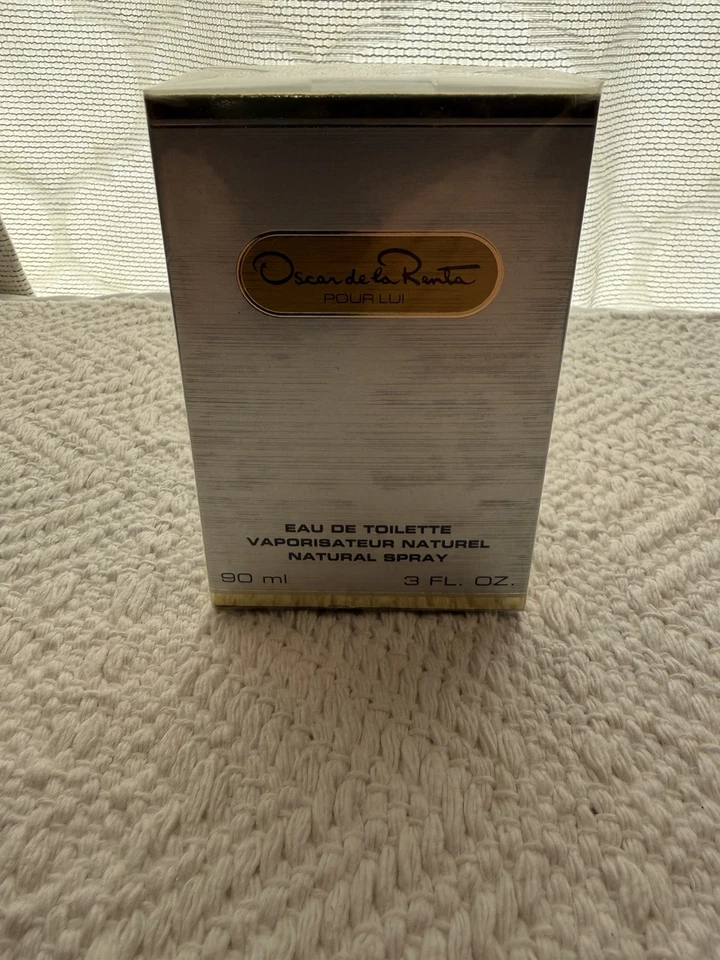 Oscar de la Renta
POUR LUI
EAU DE TOILETTE
VAPORISATEUR NATUREL
NATURAL SPRAY
90 ml 3 FL. OZ.